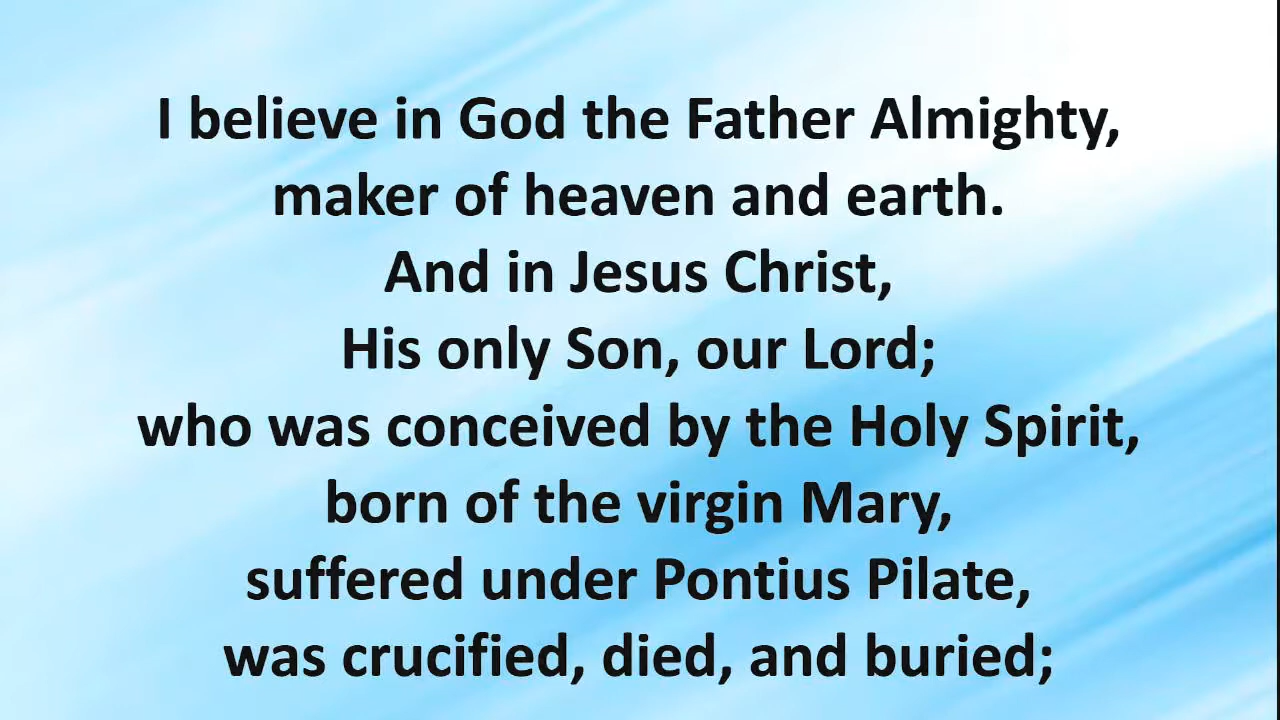 I believe in God the Father Almighty,
maker of heaven and earth.
And in Jesus Christ,
His only Son, our Lord;
who was conceived by the Holy Spirit,
born of the virgin Mary,
suffered under Pontius Pilate,
was crucified, died, and buried;